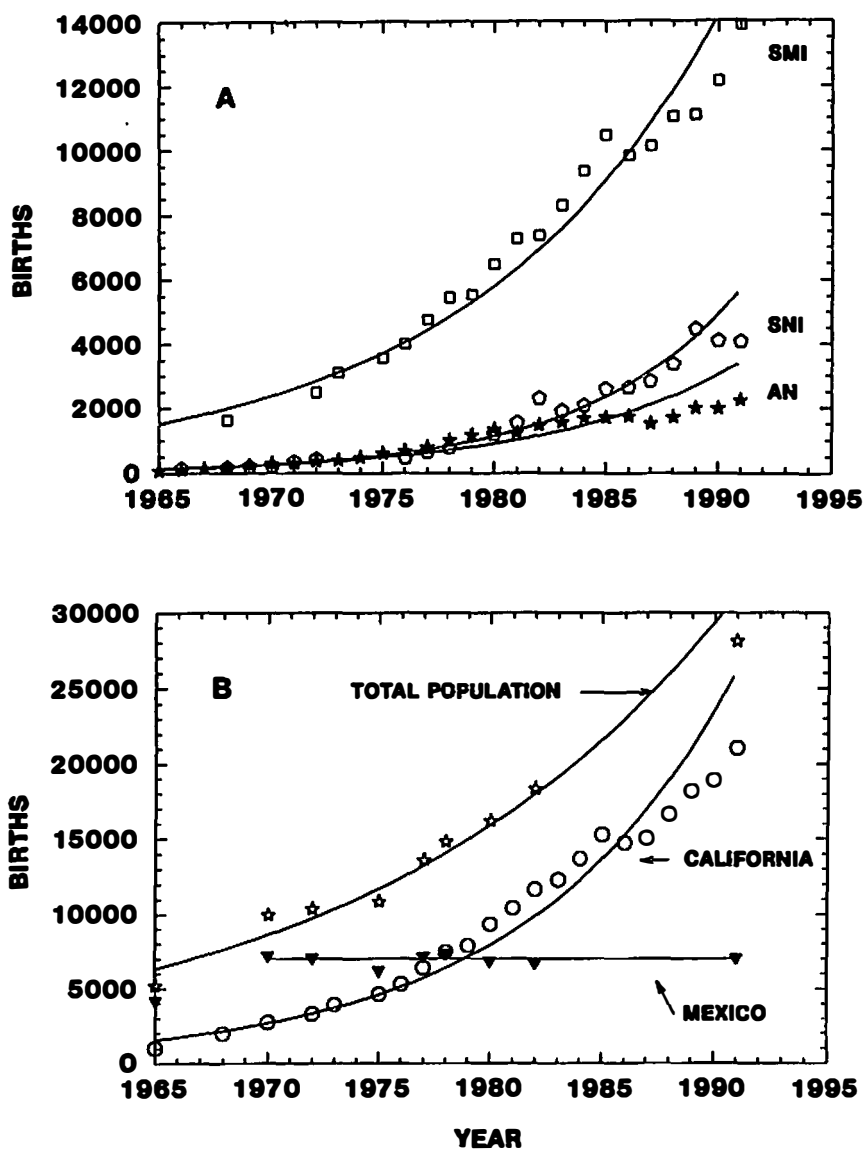 14000
SMI
A
12000
10000
BIRTHS
8000
6000
SNI
4000
AN
2000
0
1965 1970 1975 1980 1985 1990 1995
30000
B
TOTAL POPULATION
25000
20000
BIRTHS
15000
CALIFORNIA
10000
5000
MEXICO
0
1965 1970 1975 1980 1985 1990 1995
YEAR